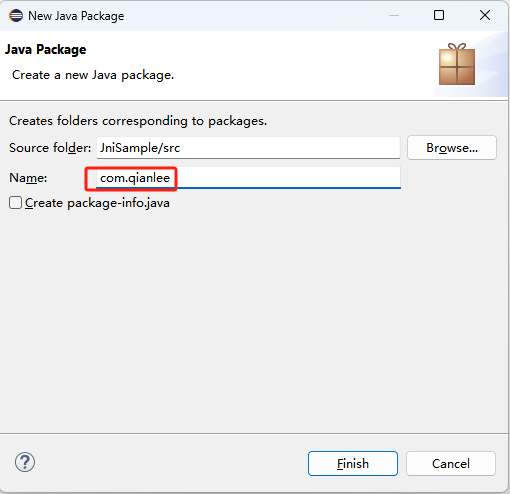 New Java Package
Java Package
Create a new Java package.
Creates folders corresponding to packages.
Source folder: JniSample/src Browse...
Name: com.qianlee
Create package-info.java
? Finish Cancel